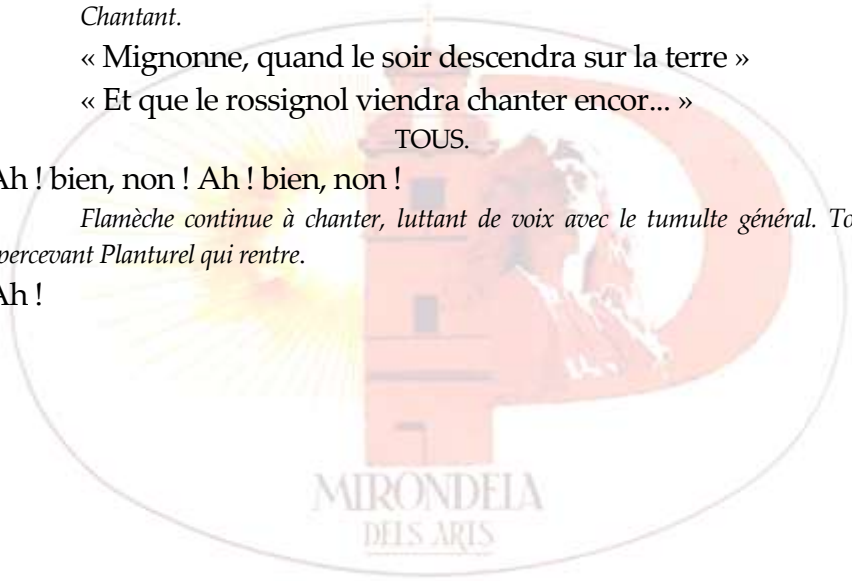 Chantant.
« Mignonne, quand le soir descendra sur la terre »
« Et que le rossignol viendra chanter encor... »
TOUS.
Ah ! bien, non ! Ah ! bien, non !
Flamèche continue à chanter, luttant de voix avec le tumulte général.
percevant Planturel qui rentre.
Ah !
MIRONDELA
DELS ARTS